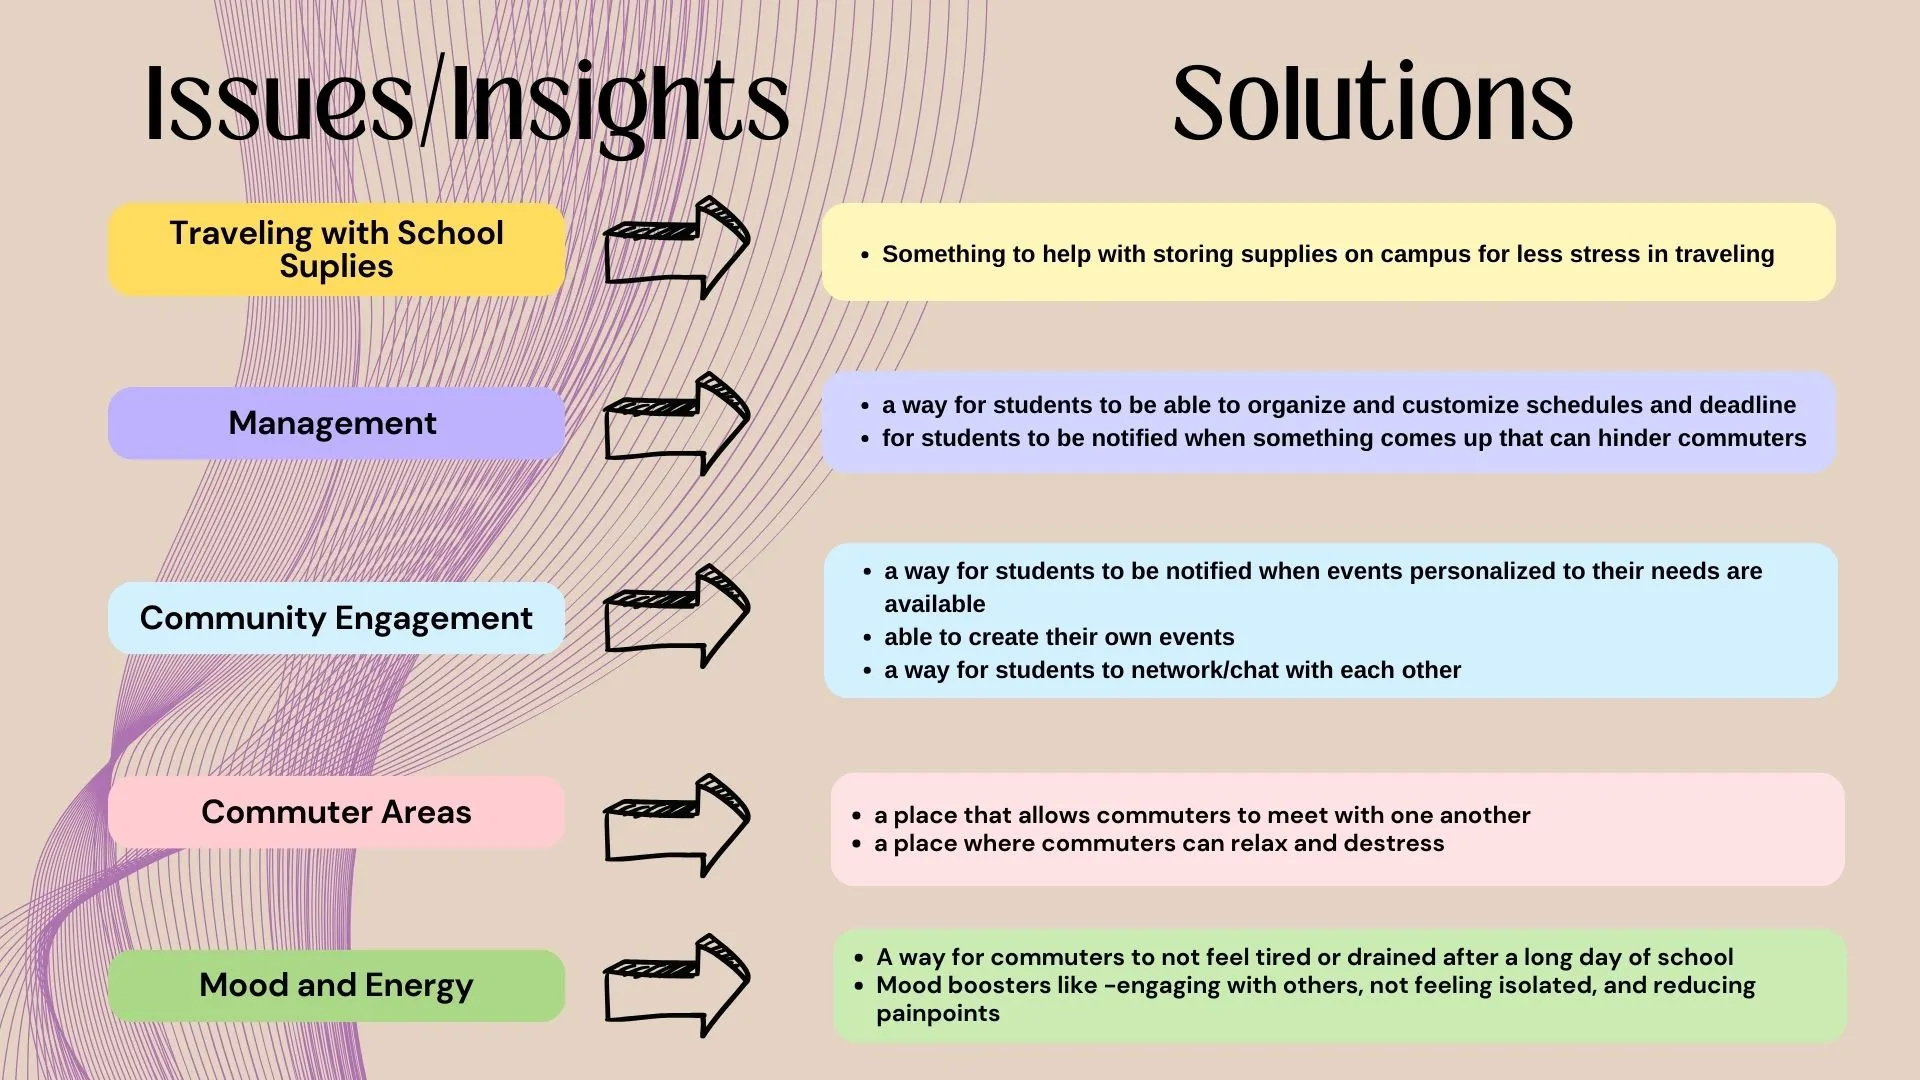 Issues/Insights
Solutions
Traveling with School
Suplies
• Something to help with storing supplies on campus for less stress in traveling
Management
• a way for students to be able to organize and customize schedules and deadline
• for students to be notified when something comes up that can hinder commuters
Community Engagement
• a way for students to be notified when events personalized to their needs are
available
• able to create their own events
• a way for students to network/chat with each other
Commuter Areas
• a place that allows commuters to meet with one another
• a place where commuters can relax and destress
Mood and Energy
• A way for commuters to not feel tired or drained after a long day of school
• Mood boosters like -engaging with others, not feeling isolated, and reducing
painpoints